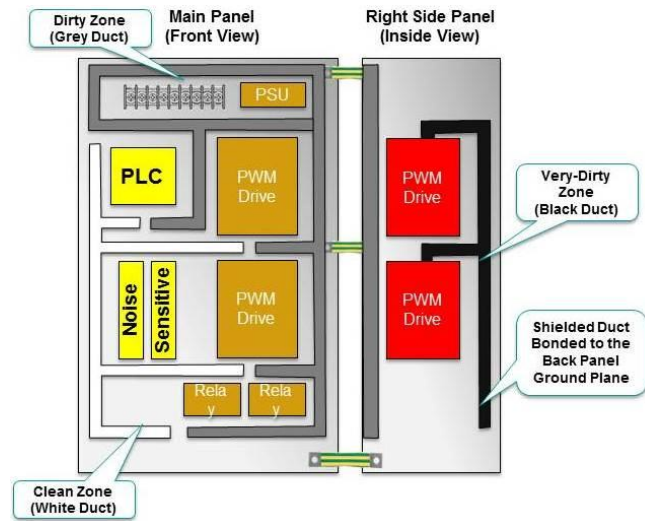 Dirty Zone
(Grey Duct)
Main Panel
(Front View)
Right Side Panel
(Inside View)
PSU
PLC
PWM
Drive
PWM
Drive
Very-Dirty
Zone
(Black Duct)
Noise
Sensitive
PWM
Drive
PWM
Drive
Shielded Duct
Bonded to the
Back Panel
Ground Plane
Rela
y
Rela
y
Clean Zone
(White Duct)